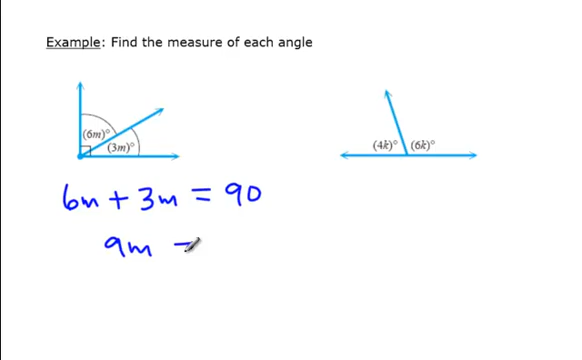 Example: Find the measure of each angle
(6m)°
(3m)°
(4k)° (6k)°
6m + 3m = 90
9m =